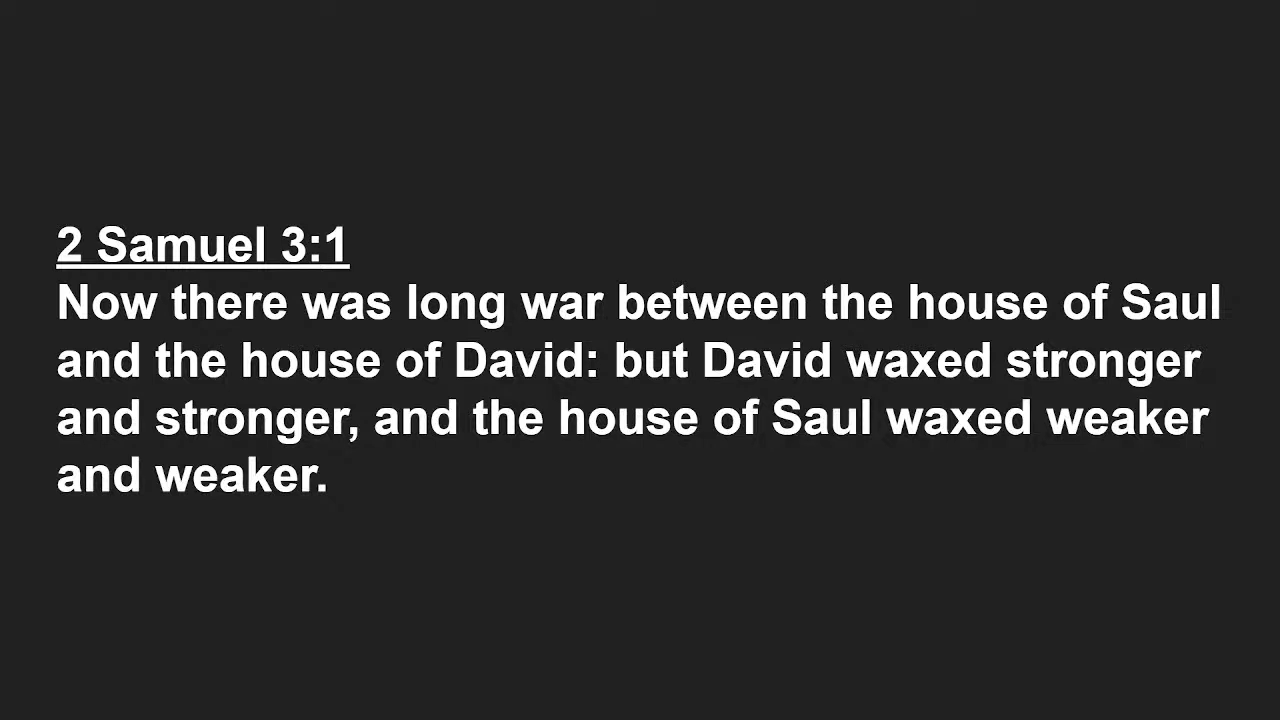 2 Samuel 3:1
Now there was long war between the house of Saul
and the house of David: but David waxed stronger
and stronger, and the house of Saul waxed weaker
and weaker.